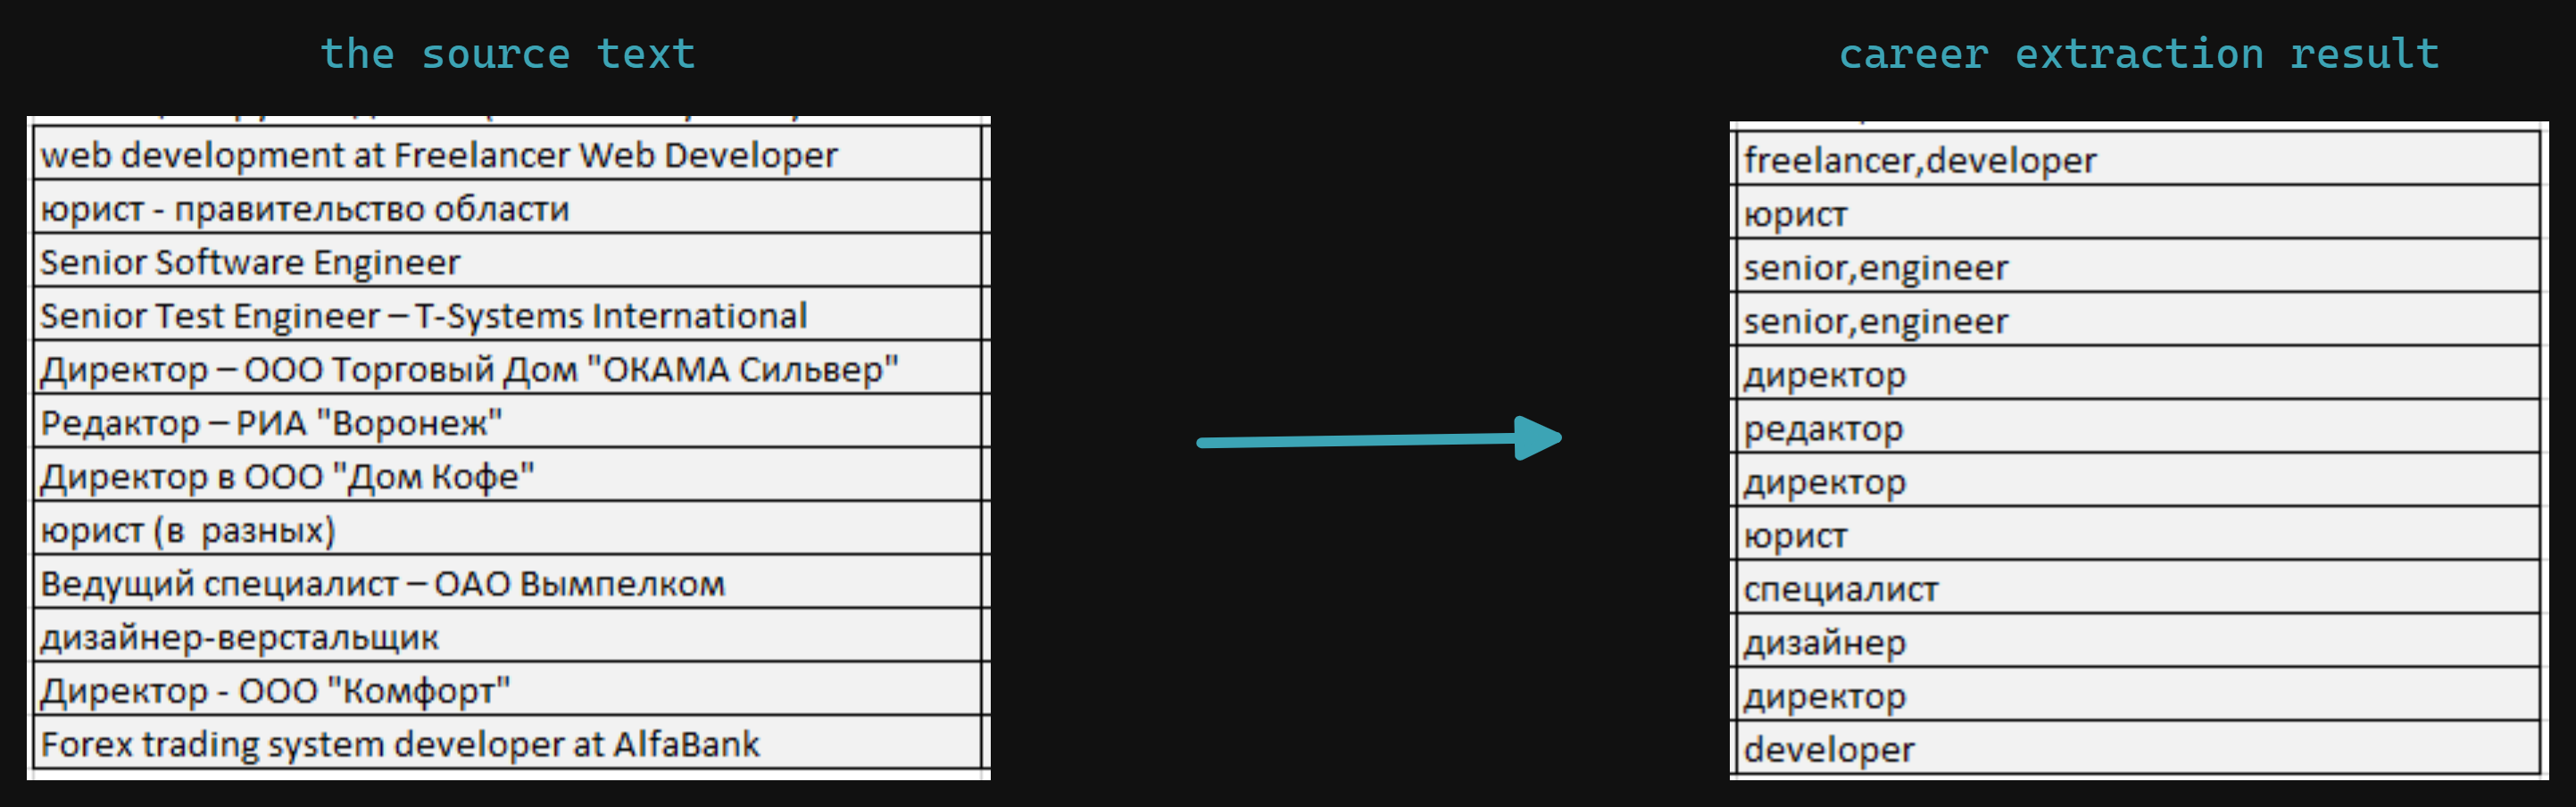 the source text
career extraction result
web development at Freelancer Web Developer
юрист - правительство области
Senior Software Engineer
Senior Test Engineer – T-Systems International
Директор – ООО Торговый Дом "ОКАМА Сильвер"
Редактор – РИА "Воронеж"
Директор в ООО "Дом Кофе"
юрист (в  разных)
Ведущий специалист – ОАО Вымпелком
дизайнер-верстальщик
Директор - ООО "Комфорт"
Forex trading system developer at AlfaBank
freelancer,developer
юрист
senior,engineer
senior,engineer
директор
редактор
директор
юрист
специалист
дизайнер
директор
developer